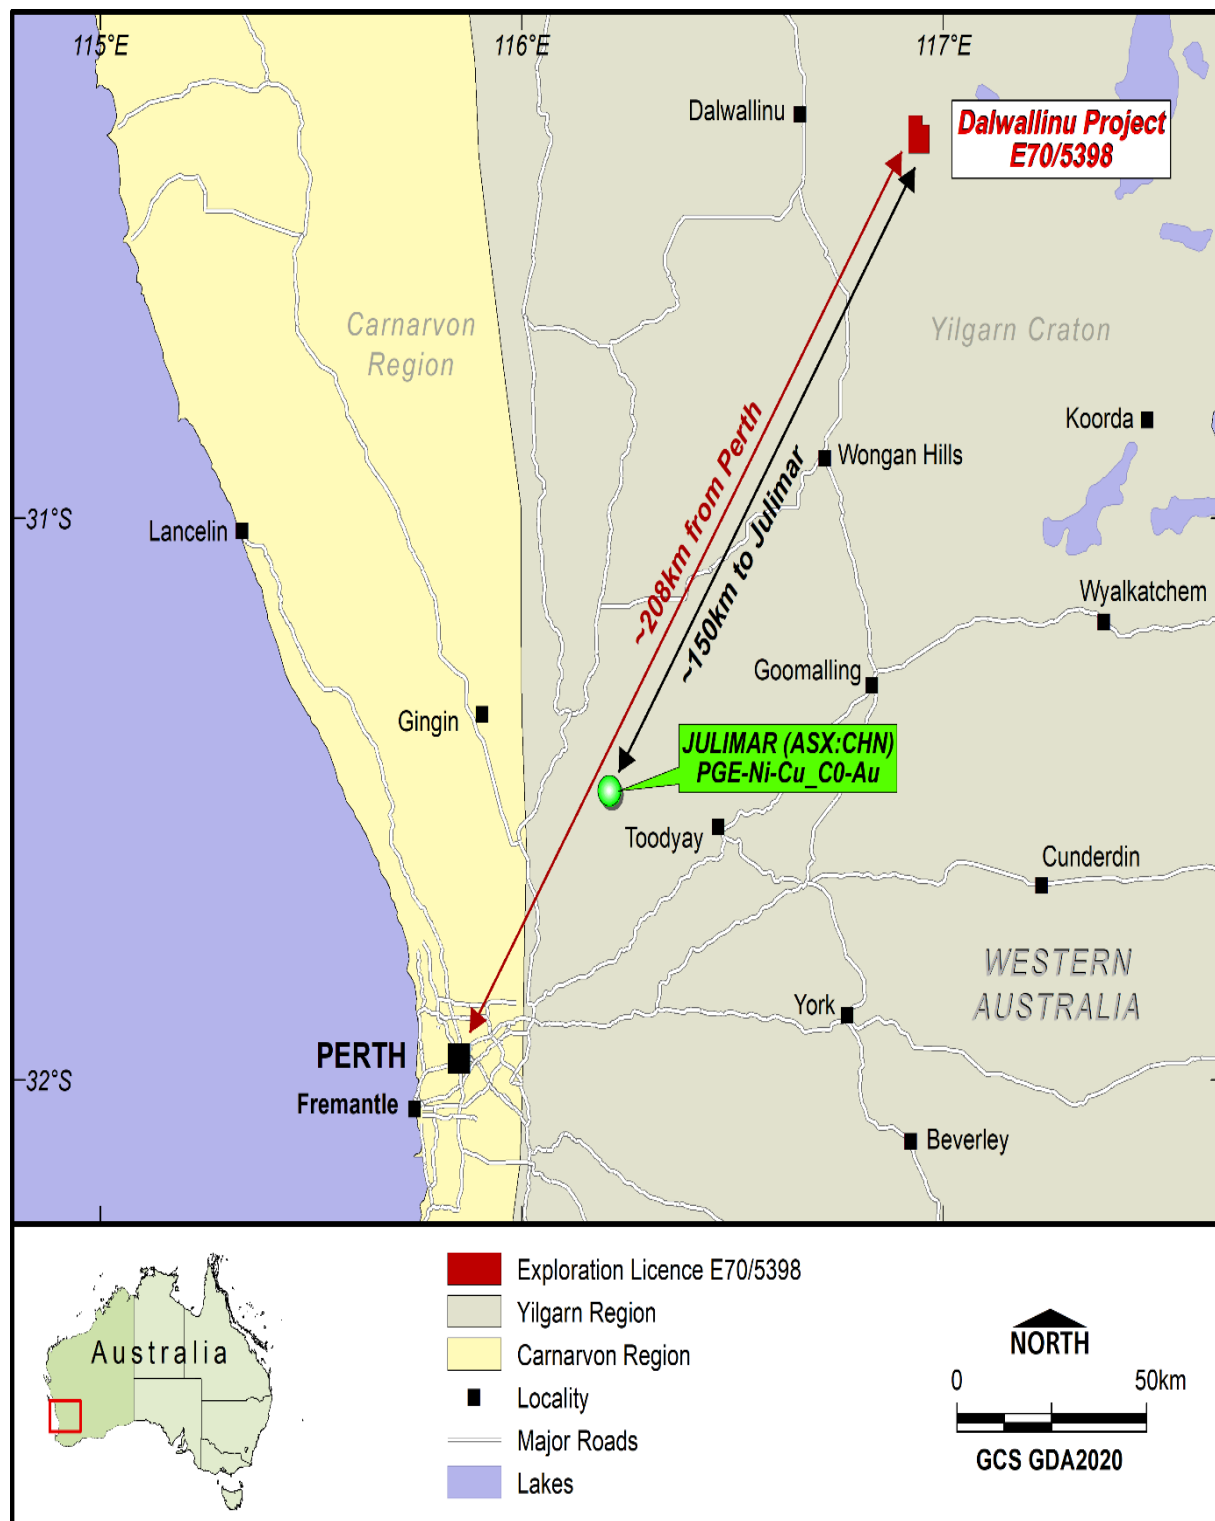 115°E
116°E
117°E
Dalwallinu
Dalwallinu Project
E70/5398
Carnarvon
Region
Yilgarn Craton
Koorda
Wongan Hills
~208km from Perth
~150km to Julimar
31°S
Lancelin
Wyalkatchem
Goomalling
Gingin
JULIMAR (ASX:CHN)
PGE-Ni-Cu_C0-Au
Toodyay
Cunderdin
WESTERN
AUSTRALIA
York
PERTH
32°S
Fremantle
Beverley
Australia
Exploration Licence E70/5398
Yilgarn Region
Carnarvon Region
Locality
Major Roads
Lakes
NORTH
0 50km
GCS GDA2020